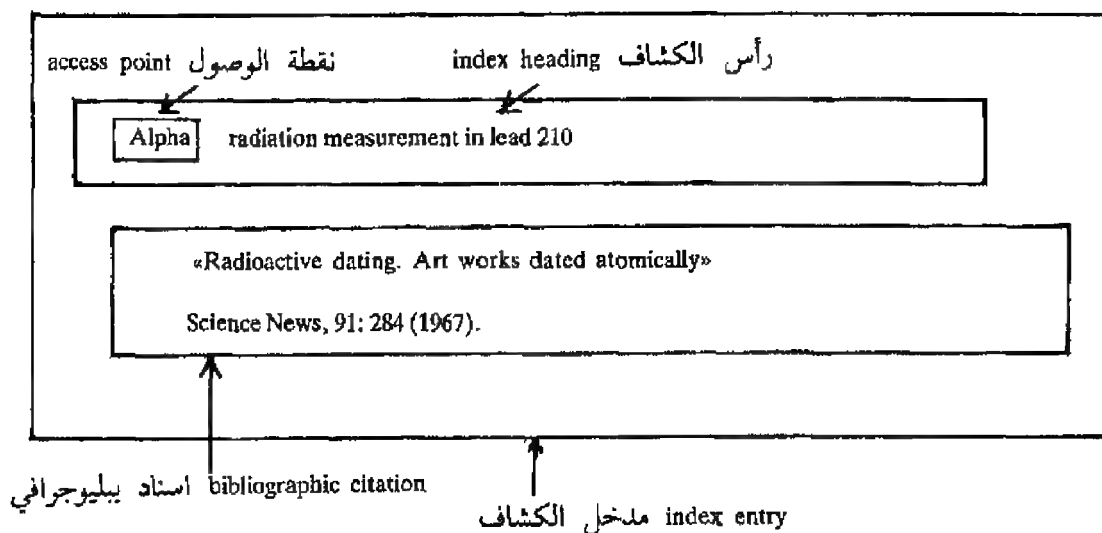 access point نقطة الوصول index heading رأس الكشاف
Alpha radiation measurement in lead 210
«Radioactive dating. Art works dated atomically»
Science News, 91: 284 (1967).
اسناد ببليوجرافي bibliographic citation
مدخل الكشاف index entry